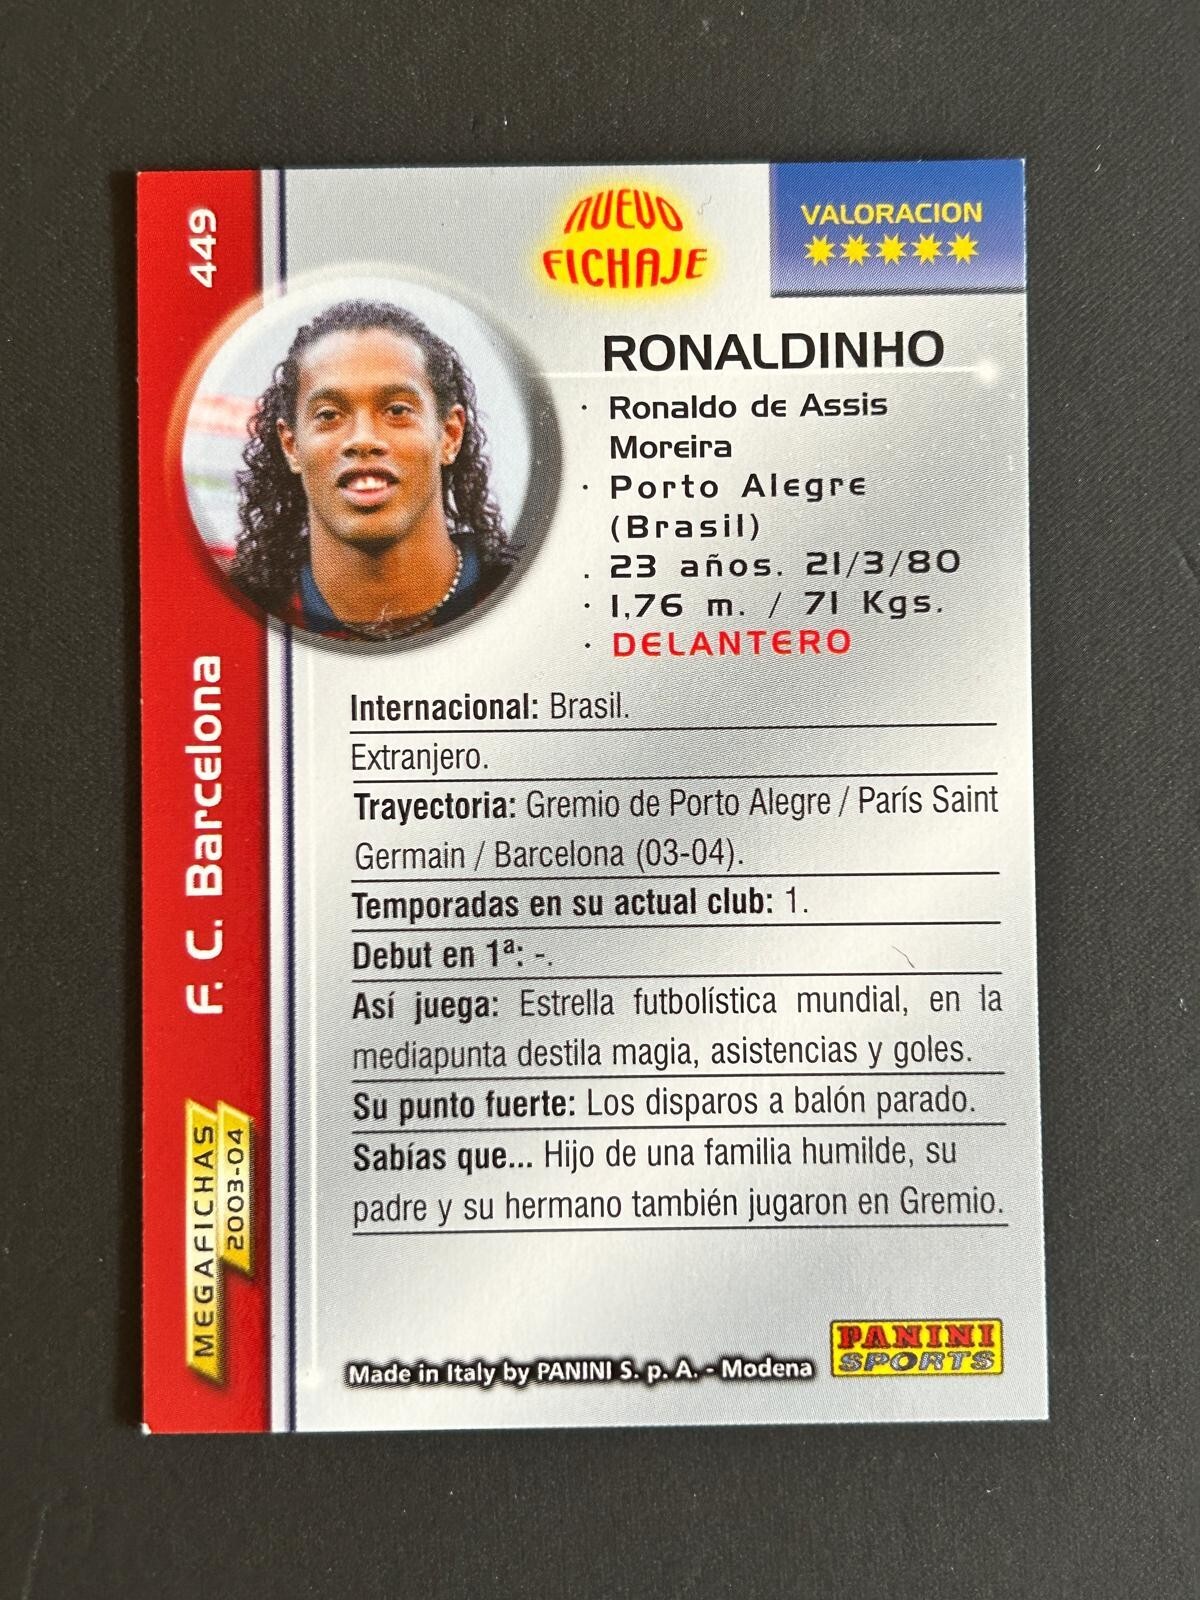 449
NUEVO
FICHAJE
VALORACION
RONALDINHO
· Ronaldo de Assis
Moreira
· Porto Alegre
(Brasil)
. 23 años. 21/3/80
· 1,76 m. / 71 Kgs.
· DELANTERO
Internacional: Brasil.
Extranjero.
Trayectoria: Gremio de Porto Alegre / París Saint
Germain / Barcelona (03-04).
Temporadas en su actual club: 1.
Debut en 1ª: -.
Así juega: Estrella futbolística mundial, en la
mediapunta destila magia, asistencias y goles.
Su punto fuerte: Los disparos a balón parado.
Sabías que... Hijo de una familia humilde, su
padre y su hermano también jugaron en Gremio.
F. C. Barcelona
MEGAFICHAS
2003-04
Made in Italy by PANINI S. p. A. - Modena
PANINI
SPORTS